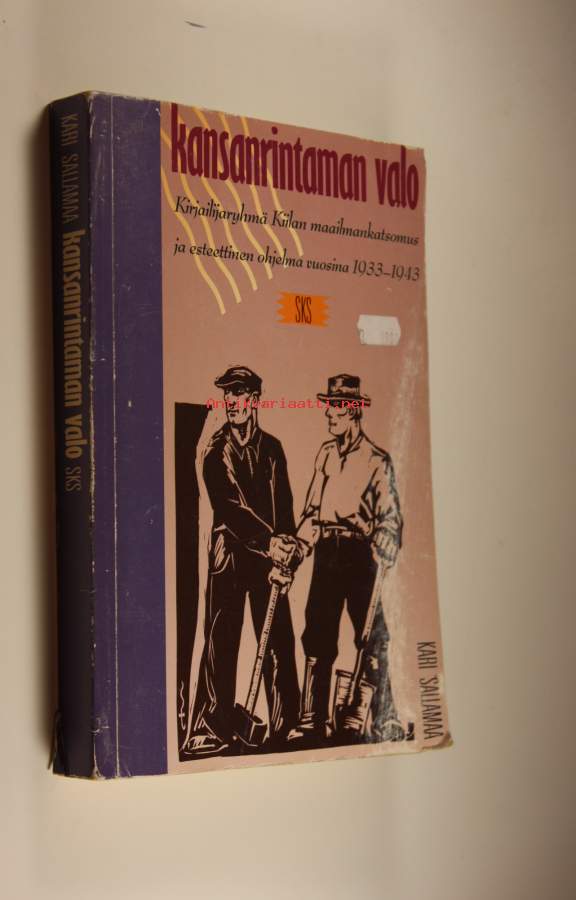 kansanrintaman valo
Kirjailijaryhmä Kiilan maailmankatsomus
ja esteettinen ohjelma vuosina 1933–1943
SKS
Antikvariaatti.net
KARI SALLAMAA
KARI SALLAMAA kansanrintaman valo SKS